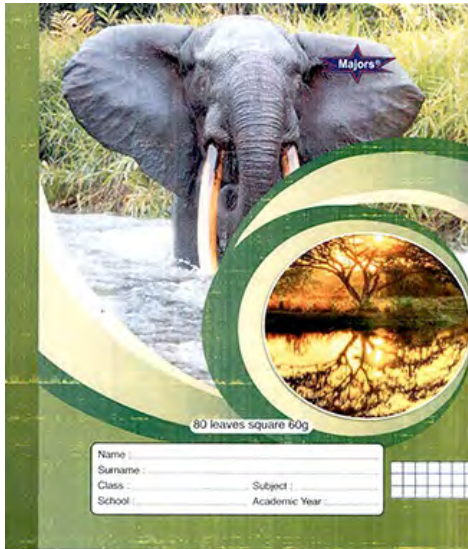 Majors®
80 leaves square 60g
Name :
Surname :
Class : Subject :
School : Academic Year :